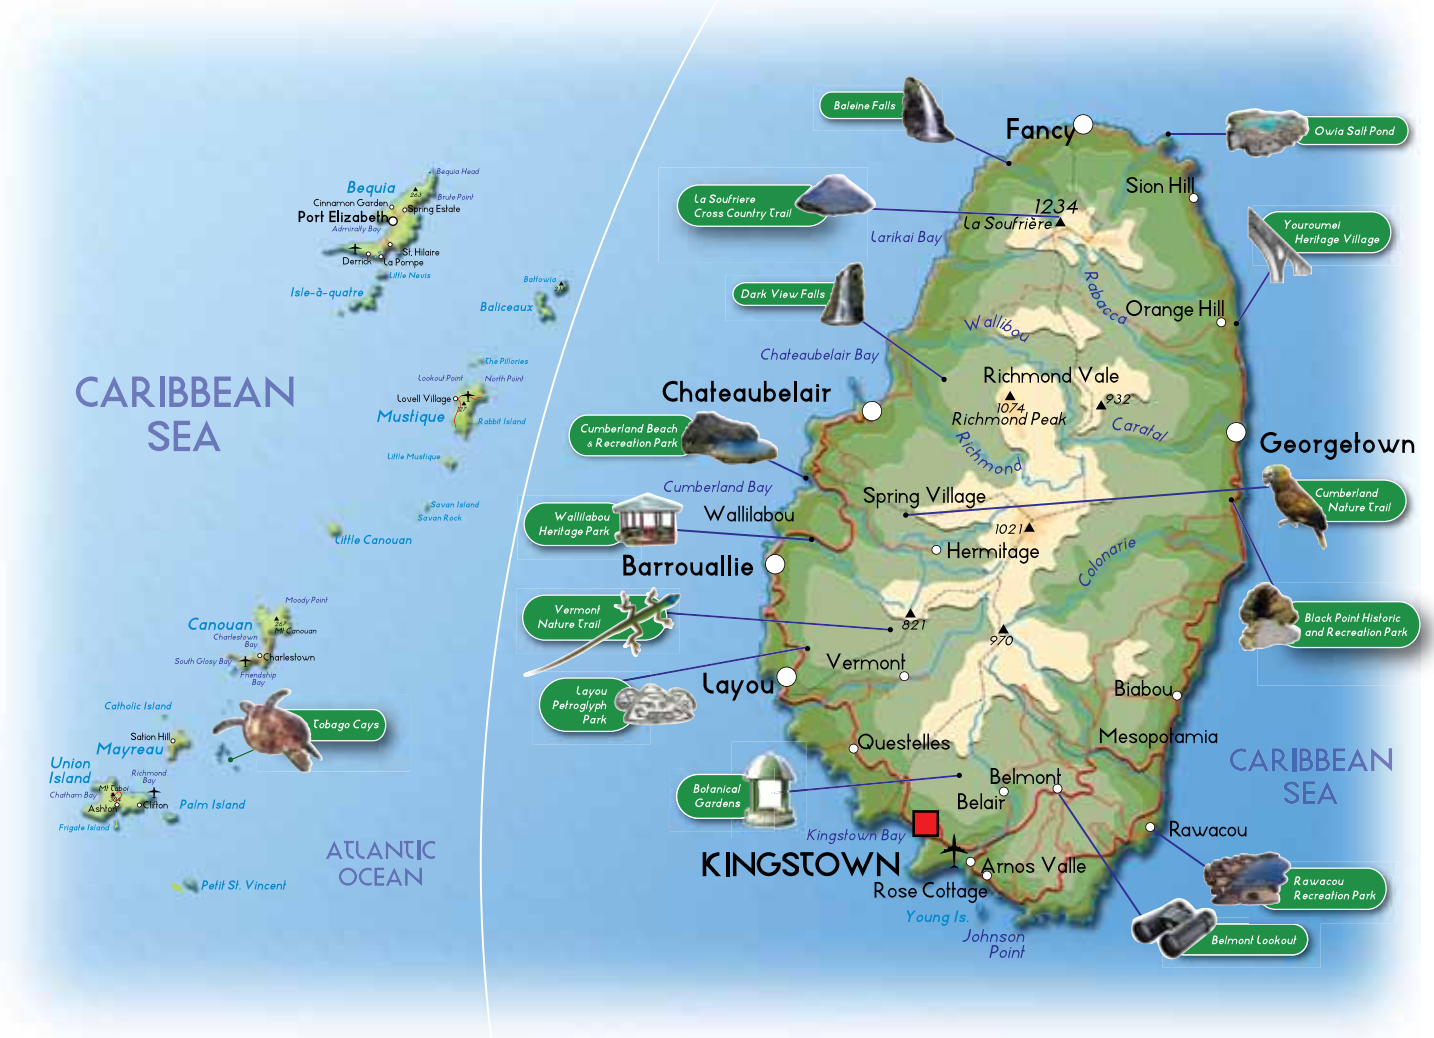 Baleine Falls
Fancy
Owia Salt Pond
Bequia Head
Bequia
263
Brute Point
Cinnamon Garden
Spring Estate
Port Elizabeth
Admiralty Bay
St. Hilaire
Derrick
La Pompe
Little Nevis
Isle-à-quatre
Battowia
Baliceaux
Sion Hill
La Soufriere
Cross Country Trail
1234
La Soufrière
Larikai Bay
Youroumei
Heritage Village
Dark View Falls
Rabacca
Orange Hill
Wallibou
Chateaubelair Bay
The Pillories
Lookout Point
North Point
Lovell Village
Mustique
Rabbit Island
Little Mustique
CARIBBEAN
SEA
Richmond Vale
1074
Richmond Peak
932
Caratal
Chateaubelair
Georgetown
Cumberland Beach
& Recreation Park
Richmond
Cumberland Bay
Spring Village
Cumberland
Nature Trail
Savan Island
Savan Rock
Little Canouan
Wallilabou
Heritage Park
Wallilabou
1021
Hermitage
Colonarie
Barrouallie
Moody Point
Canouan
267
Mt Canouan
Charlestown
Bay
Charlestown
South Glosy Bay
Friendship
Bay
Vermont
Nature Trail
821
970
Black Point Historic
and Recreation Park
Vermont
Layou
Layou
Petroglyph
Park
Biabou
Catholic Island
Tobago Cays
Sation Hill
Mayreau
Union
Island
Richmond
Bay
Chatham Bay
Mt Taboi
304
Ashton
Clifton
Palm Island
Frigate Island
Questelles
Mesopotamia
CARIBBEAN
SEA
Botanical
Gardens
Belmont
Belair
Kingstown Bay
Rawacou
ATLANTIC
OCEAN
KINGSTOWN
Arnos Valle
Rose Cottage
Petit St. Vincent
Rawacou
Recreation Park
Young Is.
Johnson
Point
Belmont Lookout